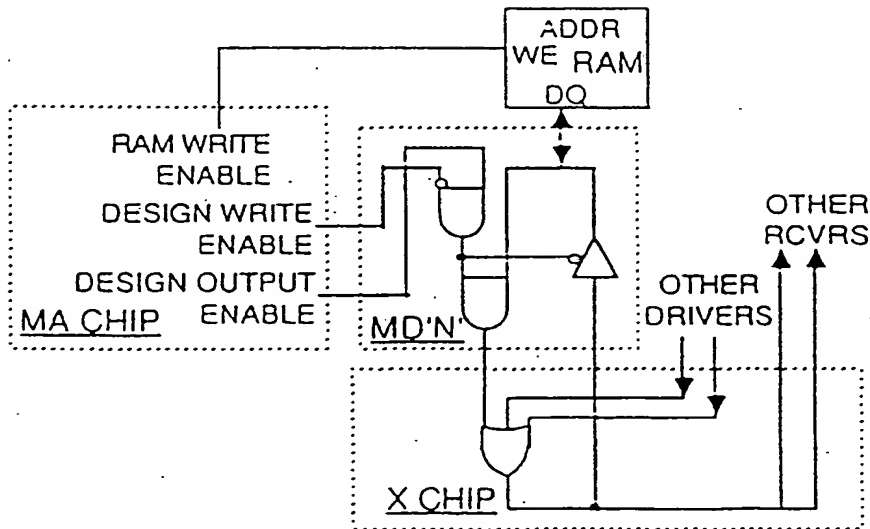 ADDR
WE RAM
DQ
RAM WRITE
ENABLE
DESIGN WRITE
ENABLE
DESIGN OUTPUT
ENABLE
MA CHIP
MD'N'
OTHER
RCVRS
OTHER
DRIVERS
X CHIP